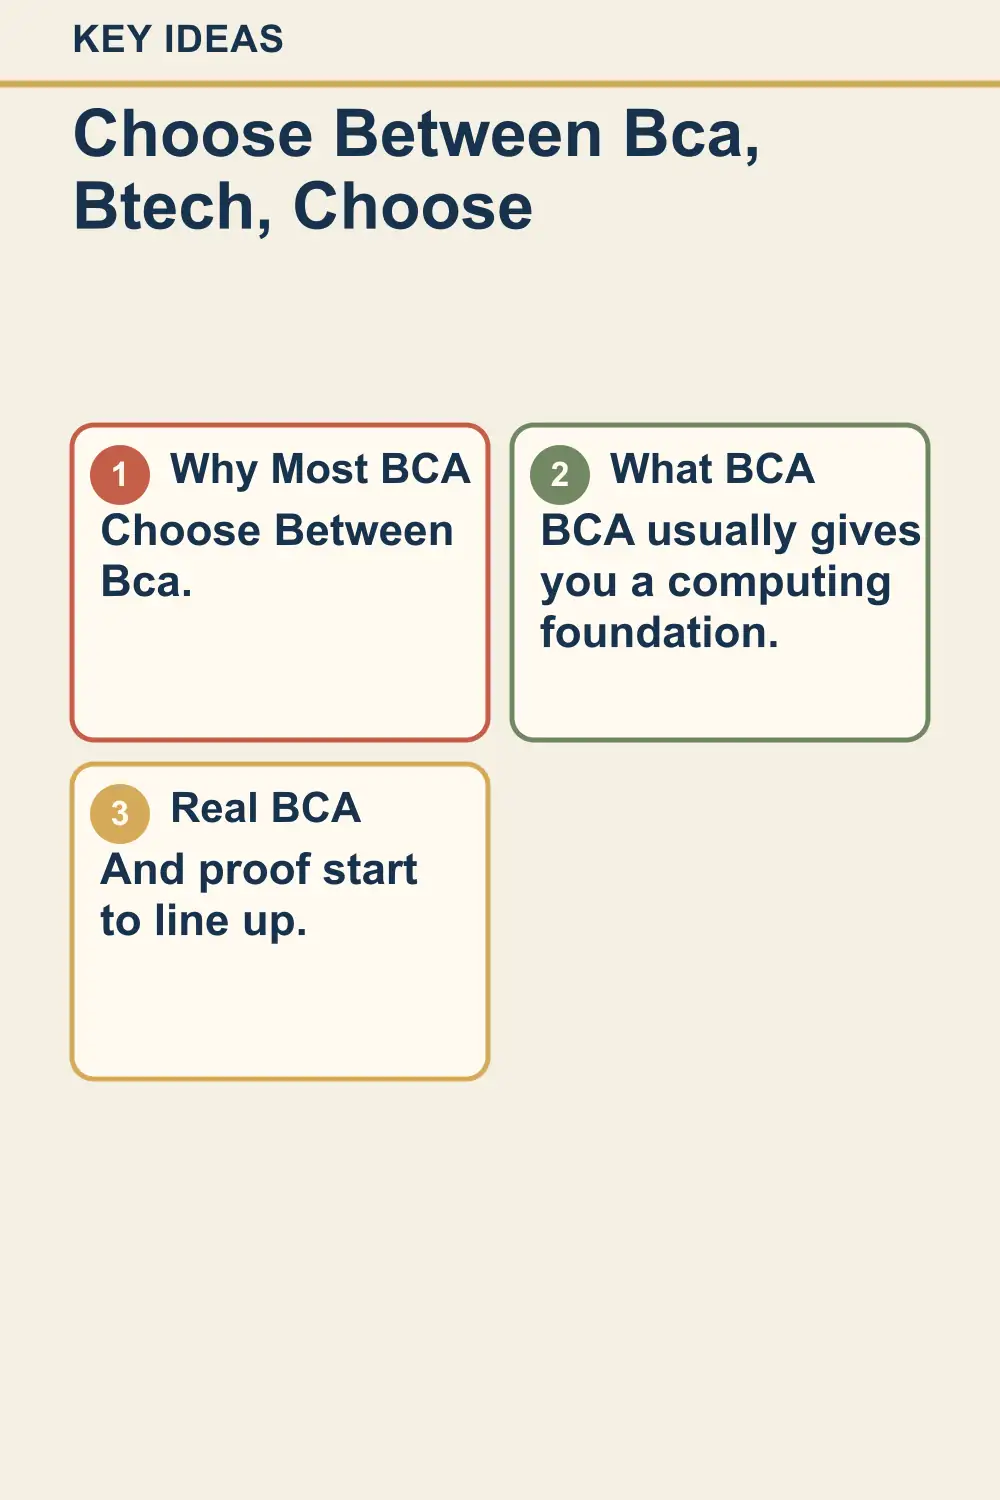 KEY IDEAS
Choose Between Bca,
Btech, Choose
1 Why Most BCA
Choose Between
Bca.
2 What BCA
BCA usually gives
you a computing
foundation.
3 Real BCA
And proof start
to line up.